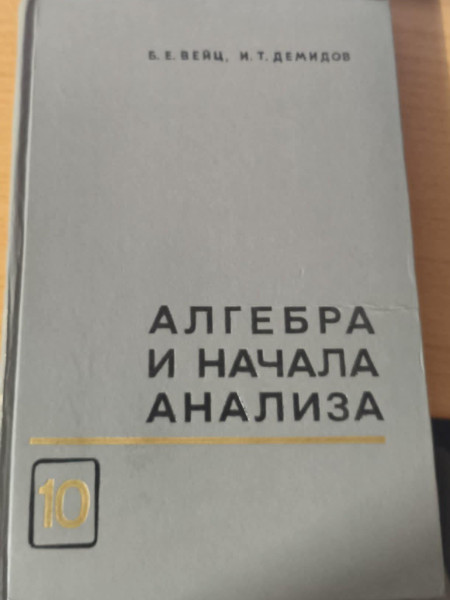 Б. Е. ВЕЙЦ, И. Т. ДЕМИДОВ
АЛГЕБРА
И НАЧАЛА
АНАЛИЗА
10